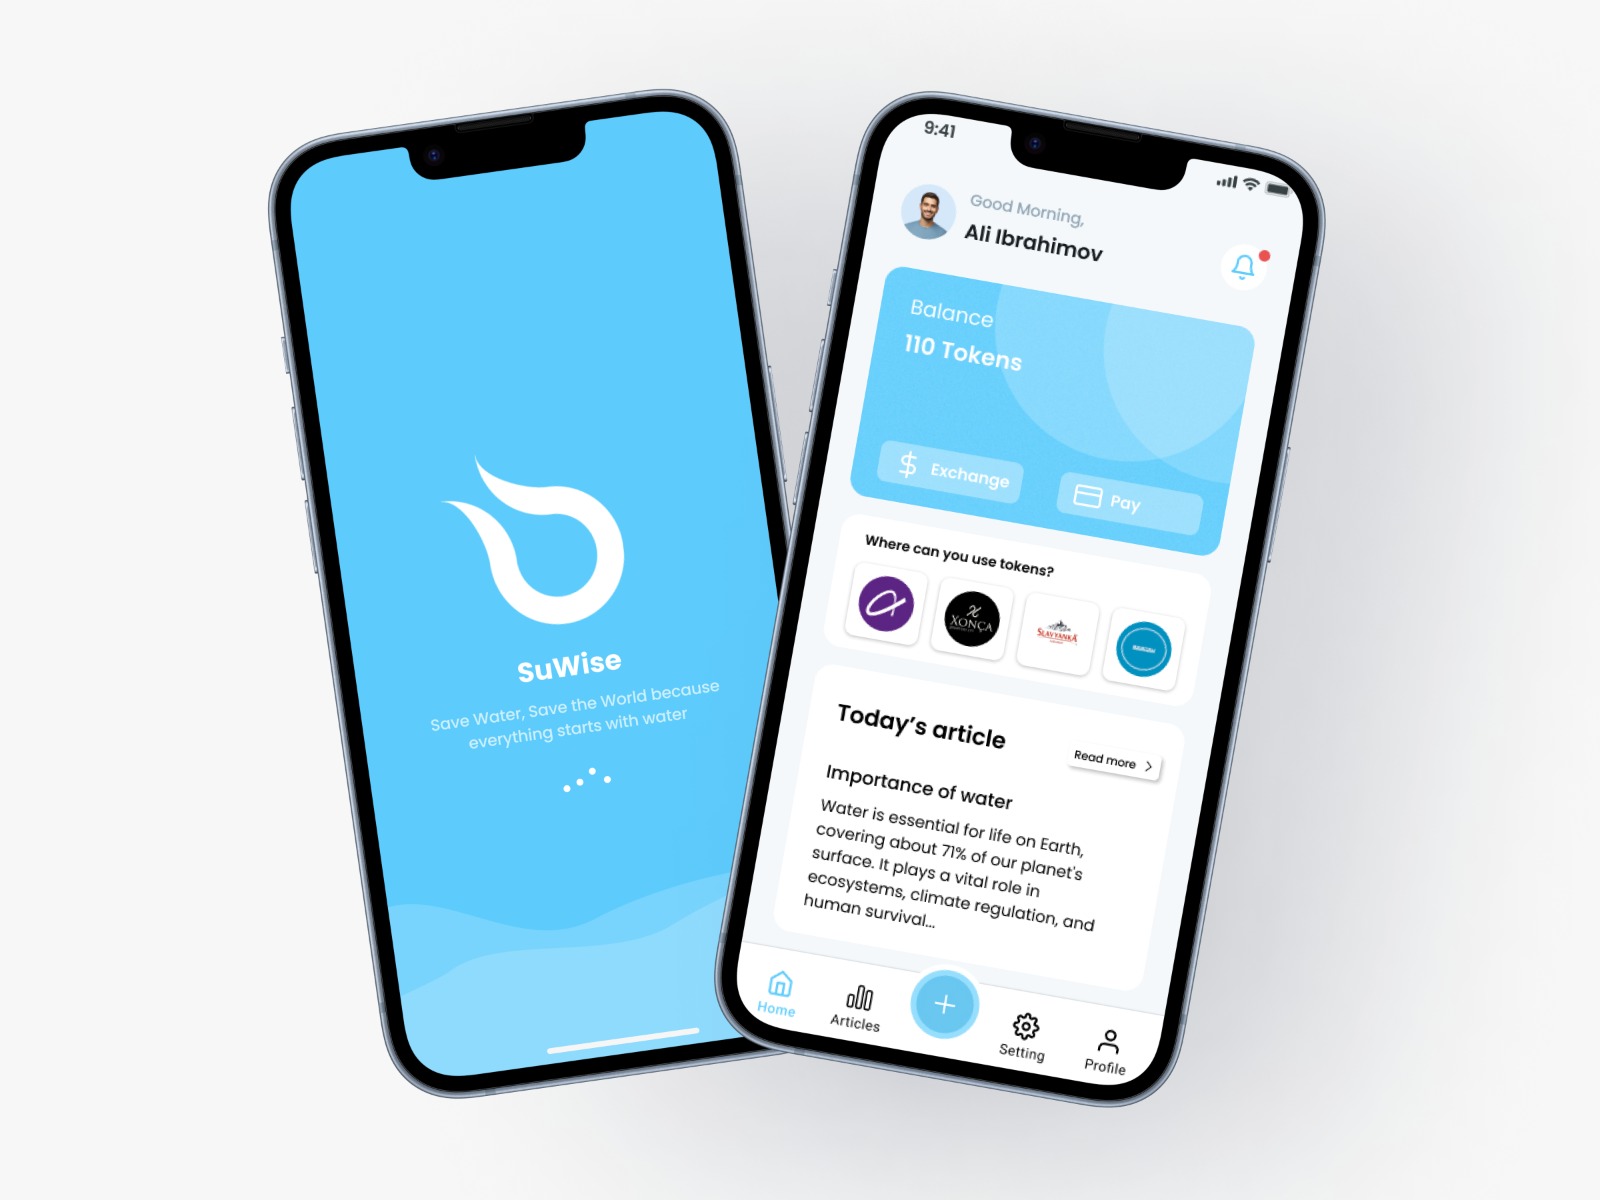 SuWise
Save Water, Save the World because
everything starts with water
9:41
Good Morning,
Ali Ibrahimov
Balance
110 Tokens
Exchange
Pay
Where can you use tokens?
XONÇA
SLAVYANKA
Today's article
Read more
Importance of water
Water is essential for life on Earth,
covering about 71% of our planet's
surface. It plays a vital role in
ecosystems, climate regulation, and
human survival...
Home
Articles
Setting
Profile